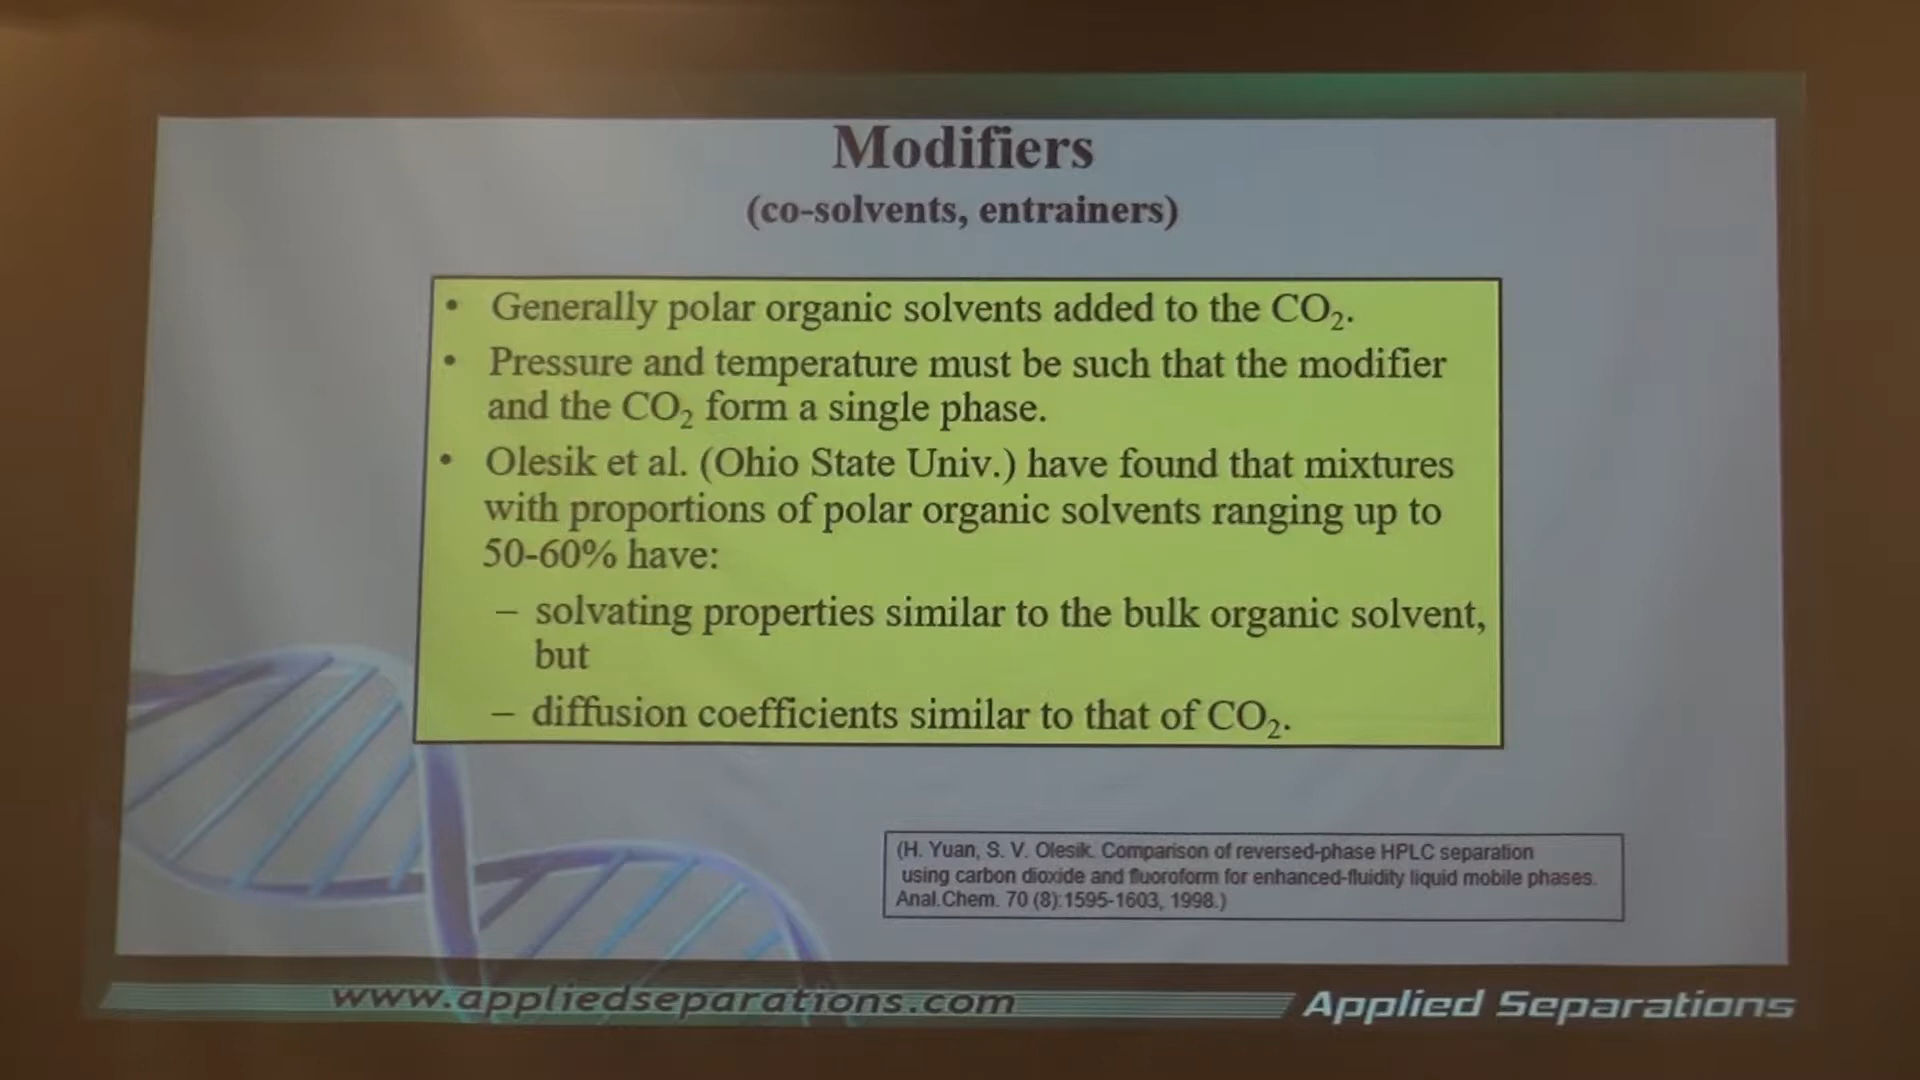 Modifiers
(co-solvents, entrainers)
• Generally polar organic solvents added to the CO₂.
• Pressure and temperature must be such that the modifier
and the CO₂ form a single phase.
• Olesik et al. (Ohio State Univ.) have found that mixtures
with proportions of polar organic solvents ranging up to
50-60% have:
– solvating properties similar to the bulk organic solvent,
but
– diffusion coefficients similar to that of CO₂.
(H. Yuan, S. V. Olesik. Comparison of reversed-phase HPLC separation
using carbon dioxide and fluoroform for enhanced-fluidity liquid mobile phases.
Anal.Chem. 70 (8):1595-1603, 1998.)
www.appliedseparations.com
Applied Separations